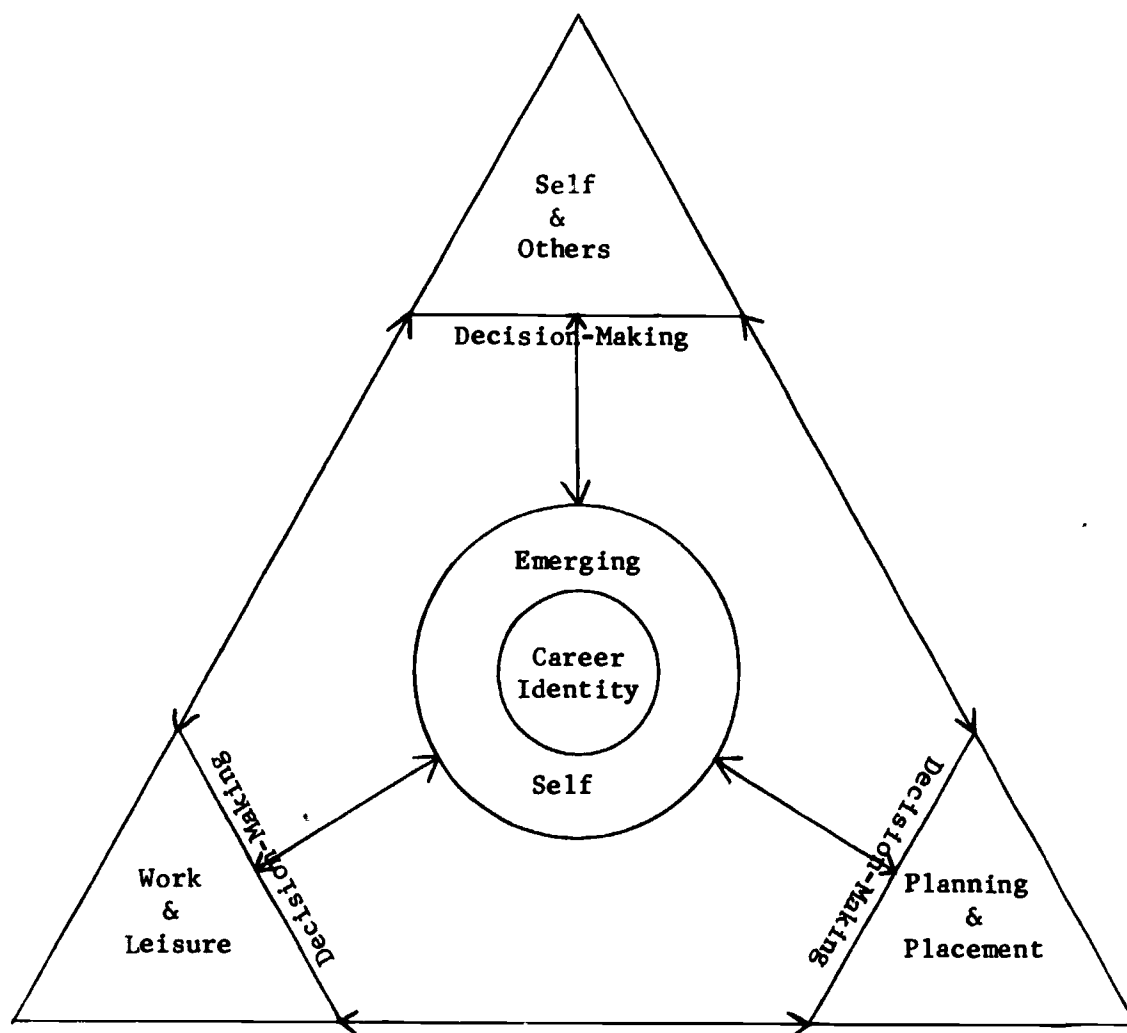 Self
&
Others
Decision-Making
Emerging
Career
Identity
Self
Decision-Making
Work
&
Leisure
Decision-Making
Planning
&
Placement